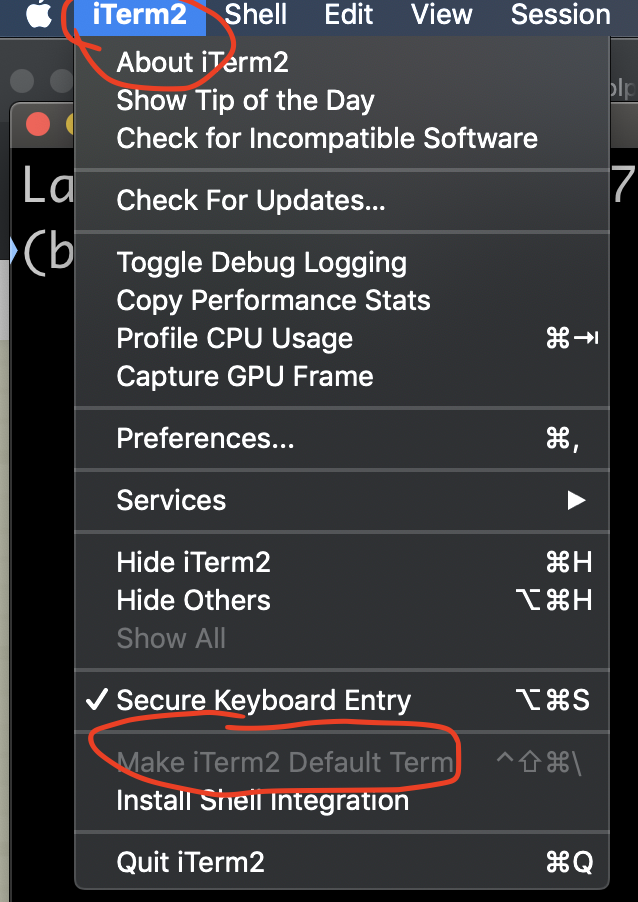 iTerm2 Shell Edit View Session
About iTerm2
Show Tip of the Day
Check for Incompatible Software
Check For Updates...
Toggle Debug Logging
Copy Performance Stats
Profile CPU Usage ⌘⇥
Capture GPU Frame
Preferences... ⌘,
Services ▶
Hide iTerm2 ⌘H
Hide Others ⌥⌘H
Show All
✓ Secure Keyboard Entry ⌥⌘S
Make iTerm2 Default Term ^⇧⌘\
Install Shell Integration
Quit iTerm2 ⌘Q
La
7
(b